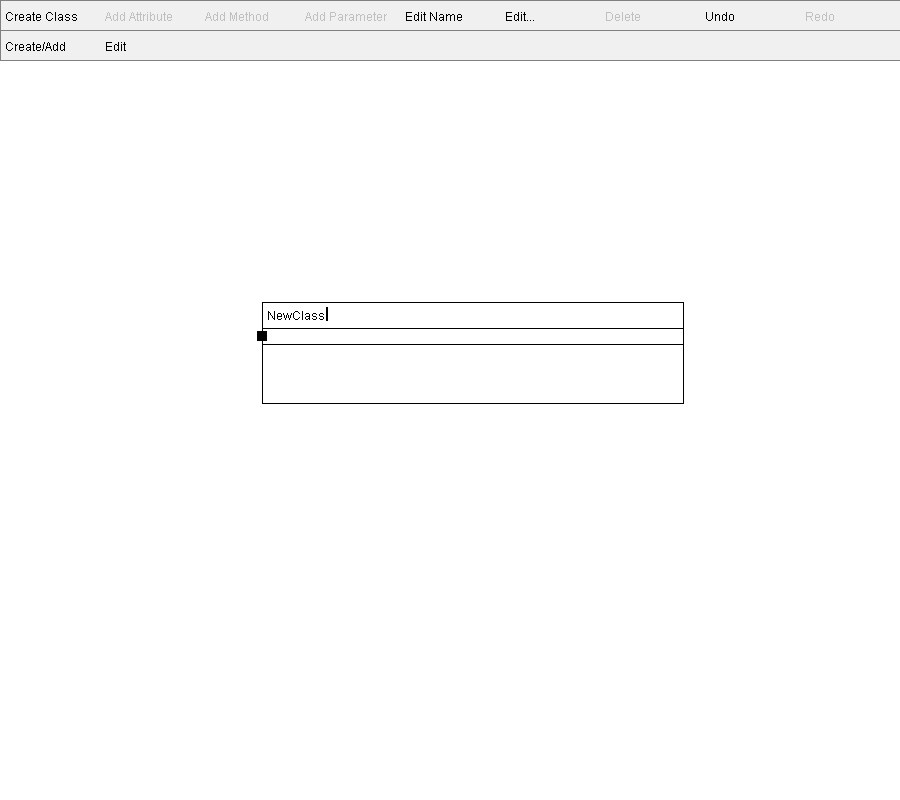 Create Class Add Attribute Add Method Add Parameter Edit Name Edit... Delete Undo Redo
Create/Add Edit
NewClass